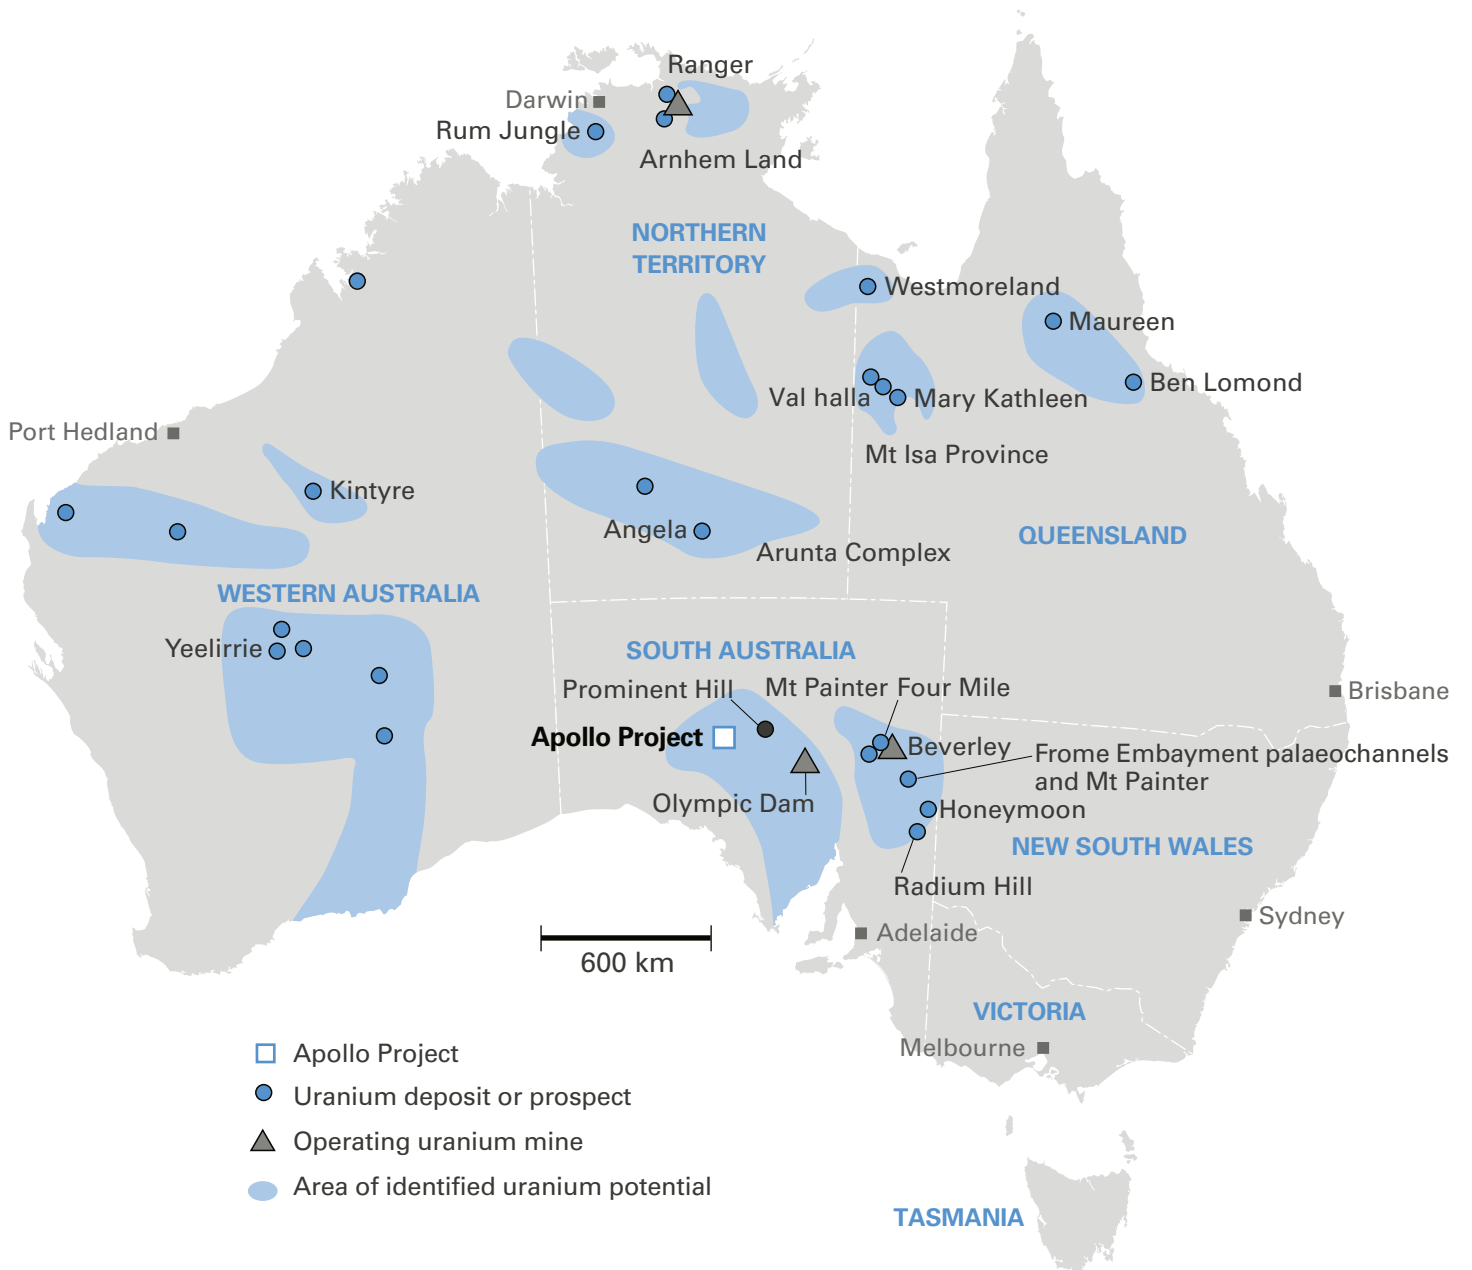 Ranger
Darwin
Rum Jungle
Arnhem Land
NORTHERN
TERRITORY
Westmoreland
Maureen
Ben Lomond
Val halla
Mary Kathleen
Mt Isa Province
Port Hedland
Kintyre
Angela
Arunta Complex
QUEENSLAND
WESTERN AUSTRALIA
Yeelirrie
SOUTH AUSTRALIA
Prominent Hill
Mt Painter Four Mile
Brisbane
Apollo Project
Beverley
Frome Embayment palaeochannels
and Mt Painter
Olympic Dam
Honeymoon
NEW SOUTH WALES
Radium Hill
Sydney
Adelaide
600 km
VICTORIA
Melbourne
Apollo Project
Uranium deposit or prospect
Operating uranium mine
Area of identified uranium potential
TASMANIA